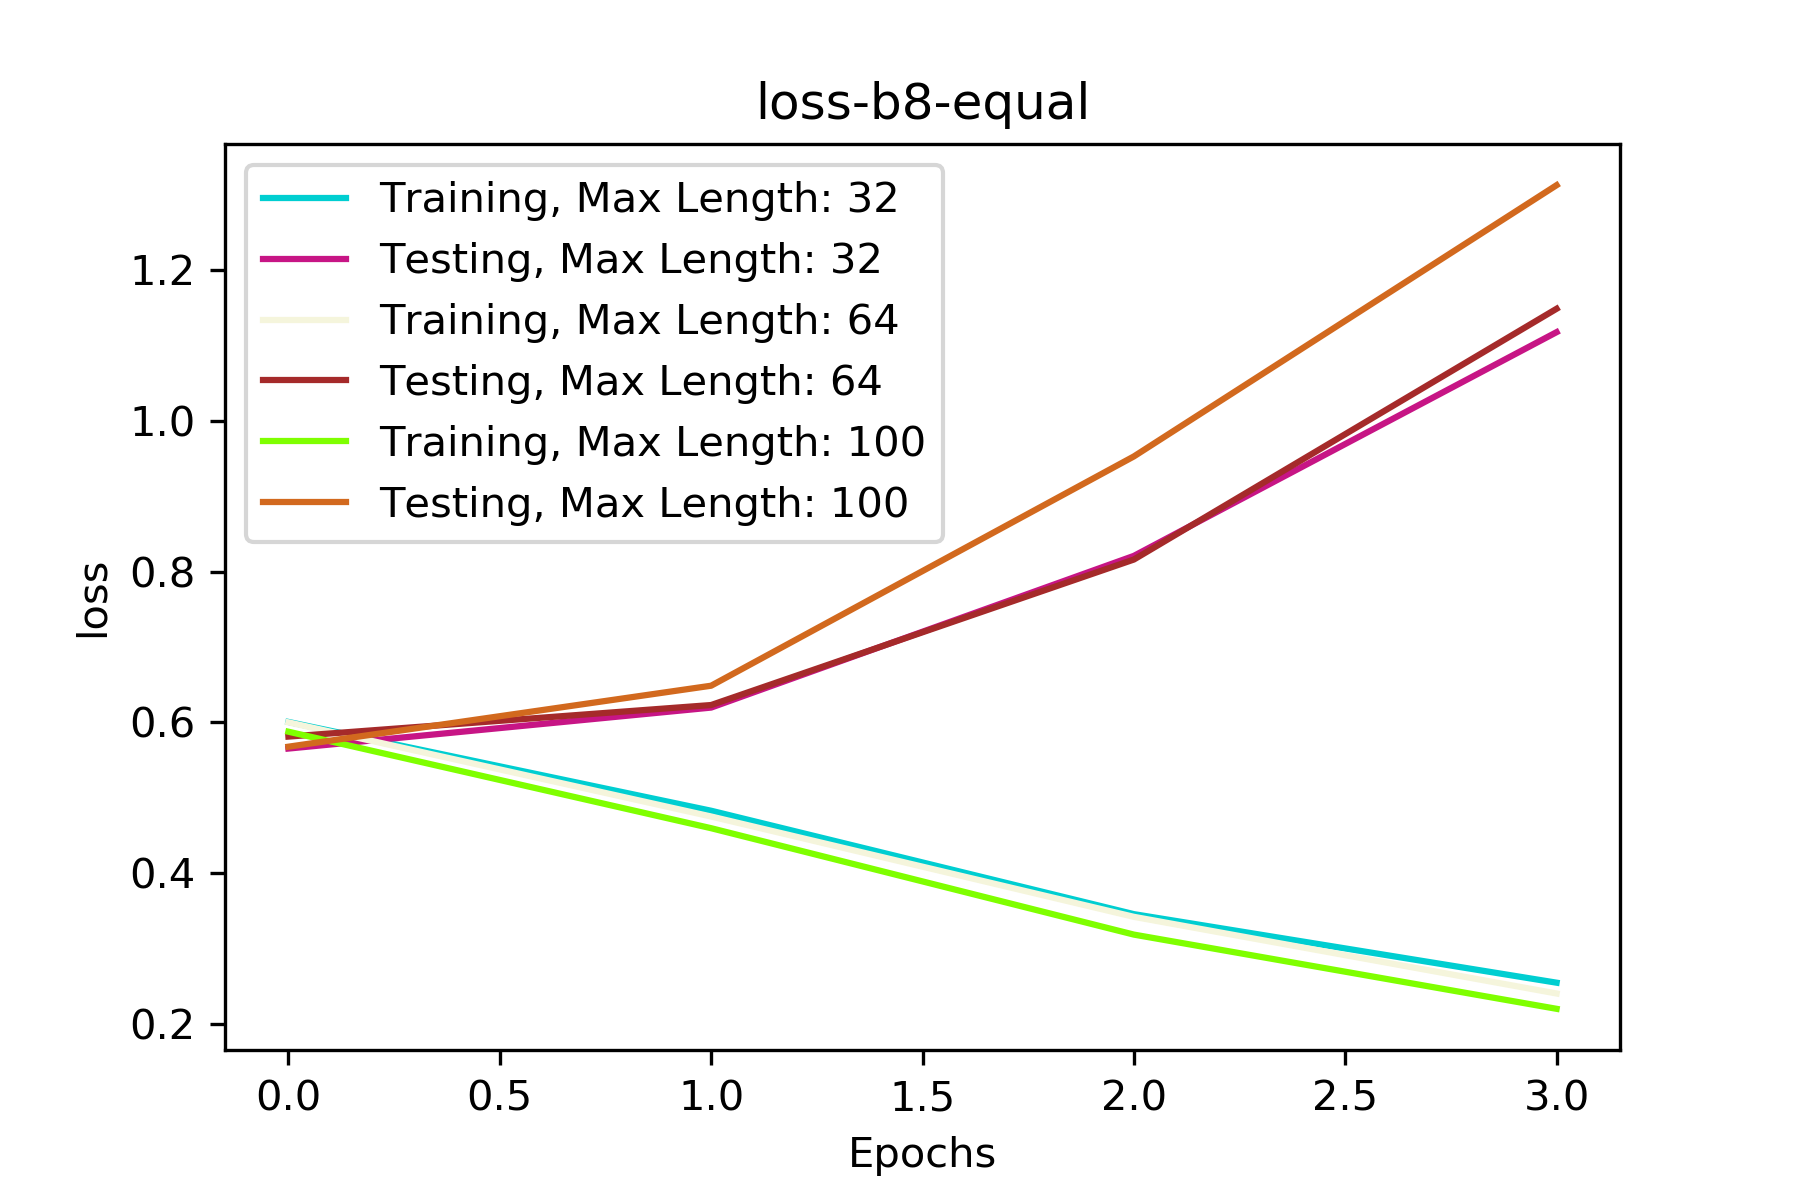 loss-b8-equal
Training, Max Length: 32
Testing, Max Length: 32
Training, Max Length: 64
Testing, Max Length: 64
Training, Max Length: 100
Testing, Max Length: 100
loss
1.2
1.0
0.8
0.6
0.4
0.2
0.0 0.5 1.0 1.5 2.0 2.5 3.0
Epochs